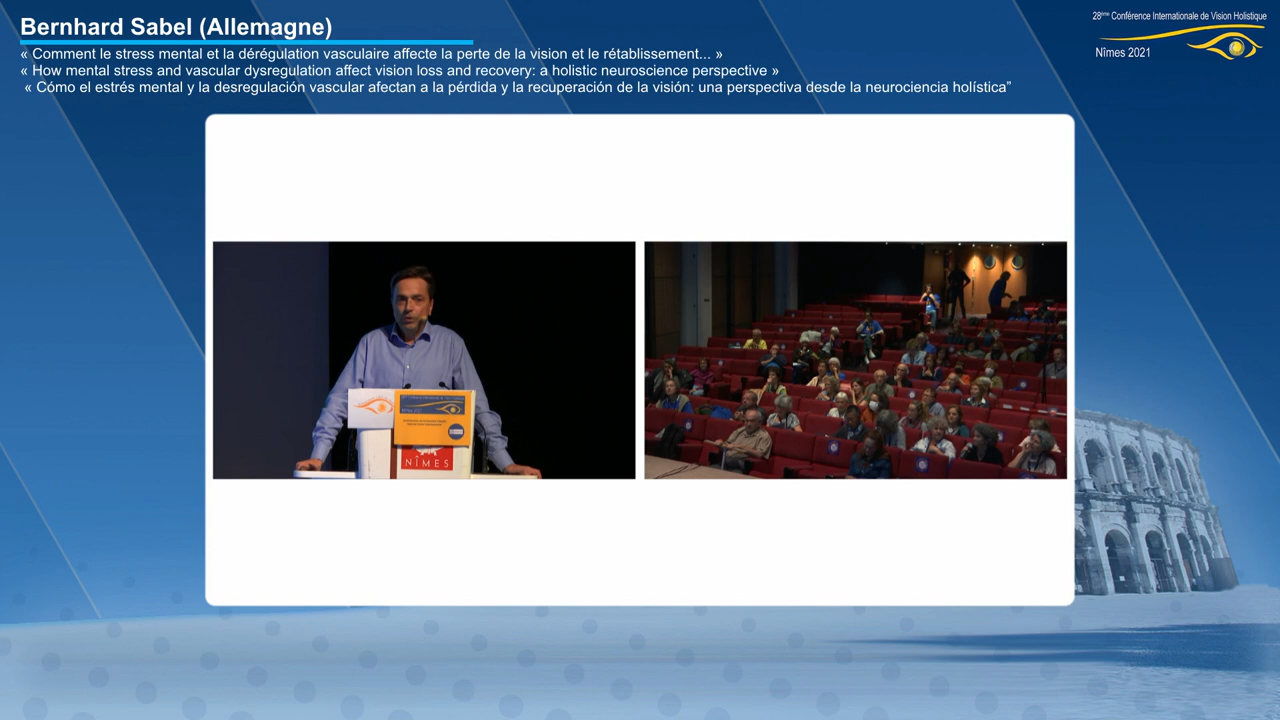 Bernhard Sabel (Allemagne)
« Comment le stress mental et la dérégulation vasculaire affecte la perte de la vision et le rétablissement... »
« How mental stress and vascular dysregulation affect vision loss and recovery: a holistic neuroscience perspective »
« Cómo el estrés mental y la desregulación vascular afectan a la pérdida y la recuperación de la visión: una perspectiva desde la neurociencia holística”
28ème Conférence Internationale de Vision Holistique
Nîmes 2021
NÎMES